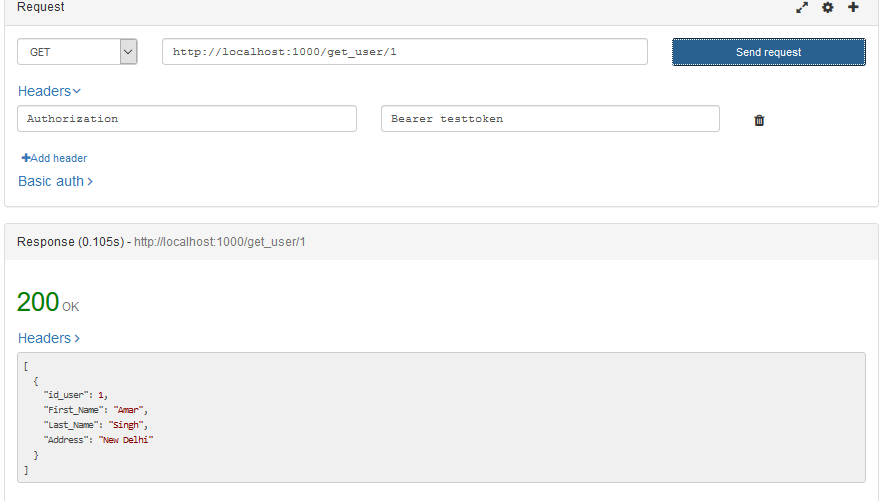 Request
GET http://localhost:1000/get_user/1 Send request
Headers
Authorization Bearer testtoken
Add header
Basic auth
Response (0.105s) - http://localhost:1000/get_user/1
200 OK
Headers
[
{
"id_user": 1,
"First_Name": "Amar",
"Last_Name": "Singh",
"Address": "New Delhi"
}
]